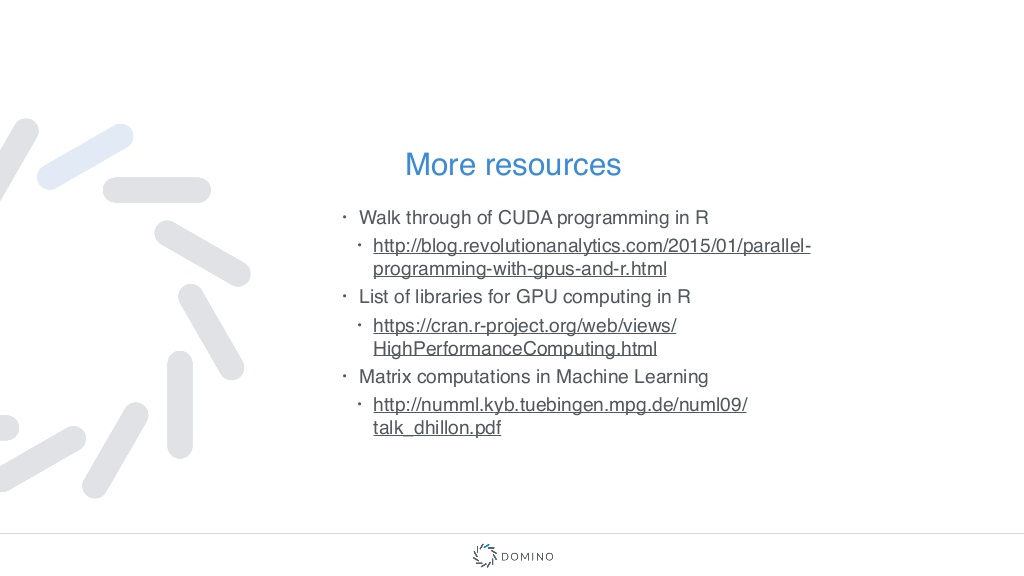 More resources
• Walk through of CUDA programming in R
• http://blog.revolutionanalytics.com/2015/01/parallel-
programming-with-gpus-and-r.html
• List of libraries for GPU computing in R
• https://cran.r-project.org/web/views/
HighPerformanceComputing.html
• Matrix computations in Machine Learning
• http://numml.kyb.tuebingen.mpg.de/numl09/
talk_dhillon.pdf
DOMINO